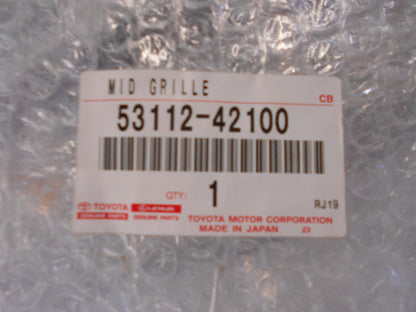 MID GRILLE
CB
53112-42100
QTY: 1
RJ19
TOYOTA LEXUS
GENUINE PARTS GENUINE PARTS
TOYOTA MOTOR CORPORATION
MADE IN JAPAN 23